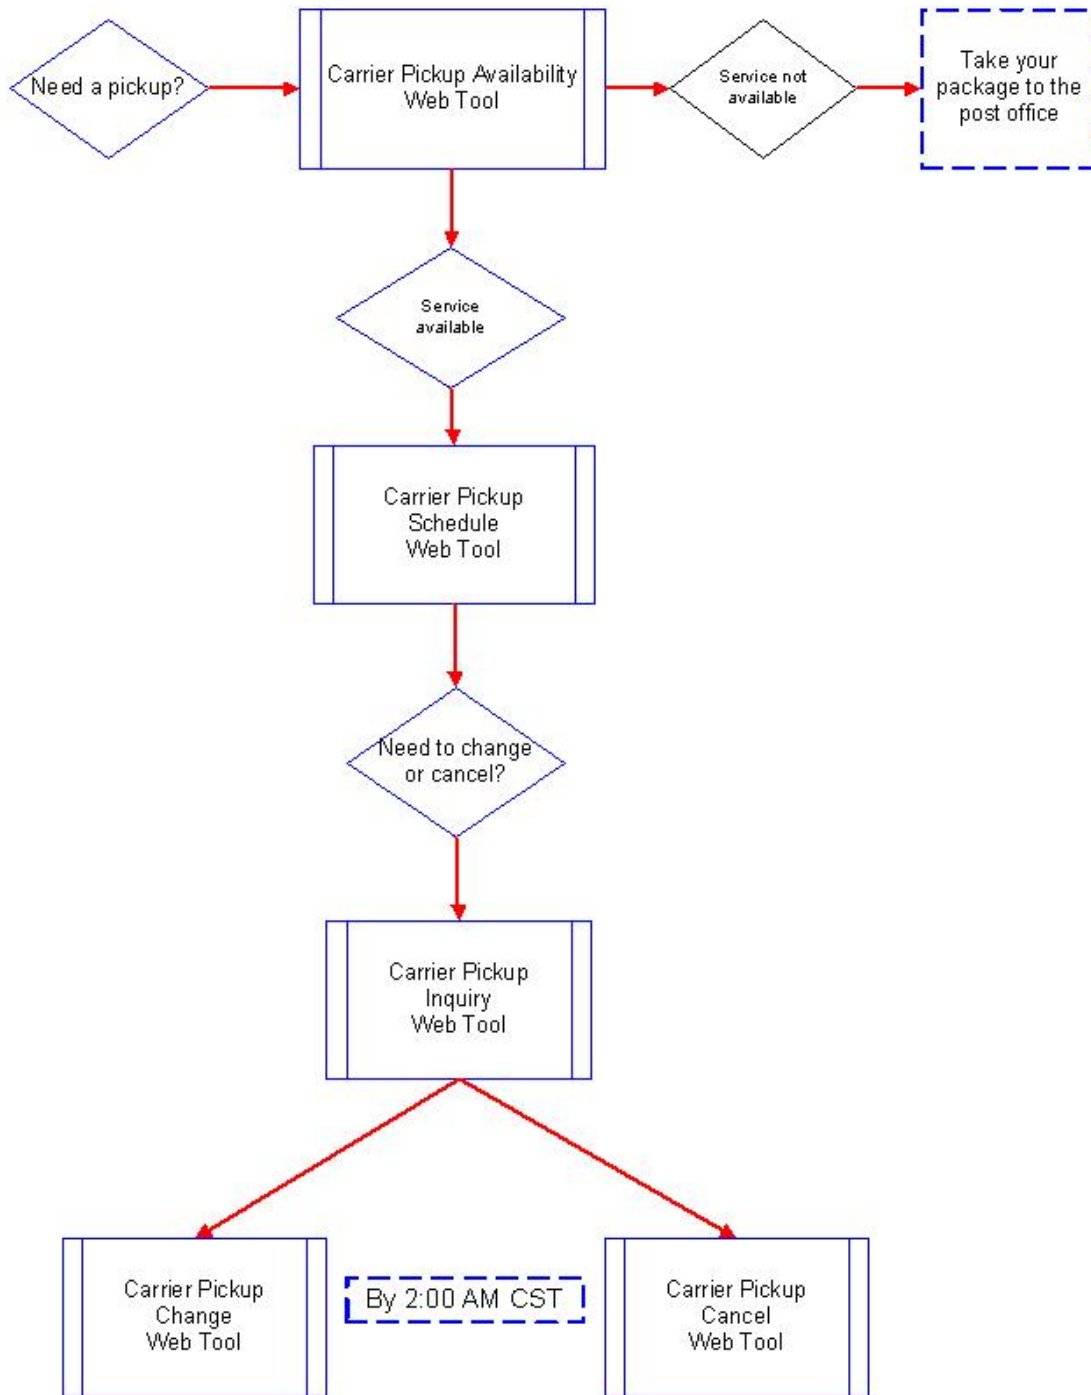 Need a pickup?
Carrier Pickup Availability
Web Tool
Service not
available
Take your
package to the
post office
Service
available
Carrier Pickup
Schedule
Web Tool
Need to change
or cancel?
Carrier Pickup
Inquiry
Web Tool
Carrier Pickup
Change
Web Tool
By 2:00 AM CST
Carrier Pickup
Cancel
Web Tool